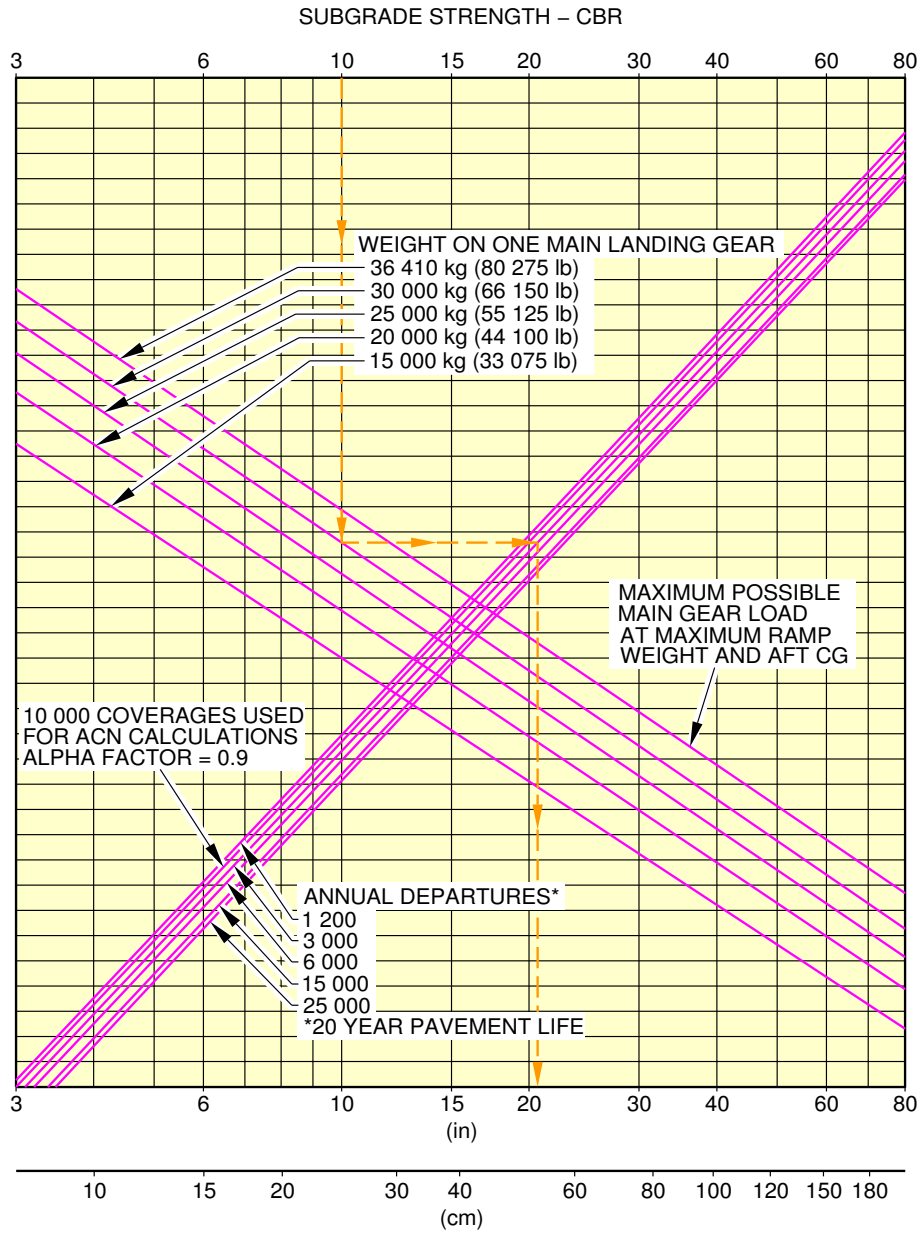 SUBGRADE STRENGTH – CBR
3 6 10 15 20 30 40 60 80
WEIGHT ON ONE MAIN LANDING GEAR
36 410 kg (80 275 lb)
30 000 kg (66 150 lb)
25 000 kg (55 125 lb)
20 000 kg (44 100 lb)
15 000 kg (33 075 lb)
MAXIMUM POSSIBLE
MAIN GEAR LOAD
AT MAXIMUM RAMP
WEIGHT AND AFT CG
10 000 COVERAGES USED
FOR ACN CALCULATIONS
ALPHA FACTOR = 0.9
ANNUAL DEPARTURES*
1 200
3 000
6 000
15 000
25 000
*20 YEAR PAVEMENT LIFE
3 6 10 15 20 30 40 60 80
(in)
10 15 20 30 40 60 80 100 120 150 180
(cm)